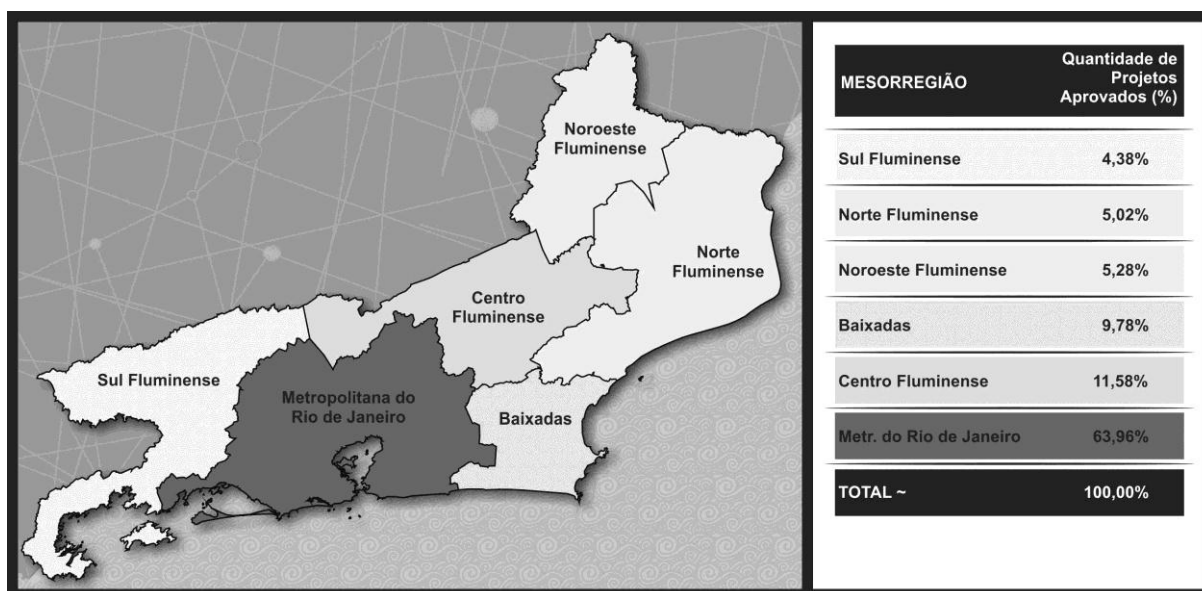 Noroeste
Fluminense
Norte
Fluminense
Centro
Fluminense
Sul Fluminense
Metropolitana do
Rio de Janeiro
Baixadas
MESORREGIÃO
Quantidade de
Projetos
Aprovados (%)
Sul Fluminense 4,38%
Norte Fluminense 5,02%
Noroeste Fluminense 5,28%
Baixadas 9,78%
Centro Fluminense 11,58%
Metr. do Rio de Janeiro 63,96%
TOTAL ~ 100,00%